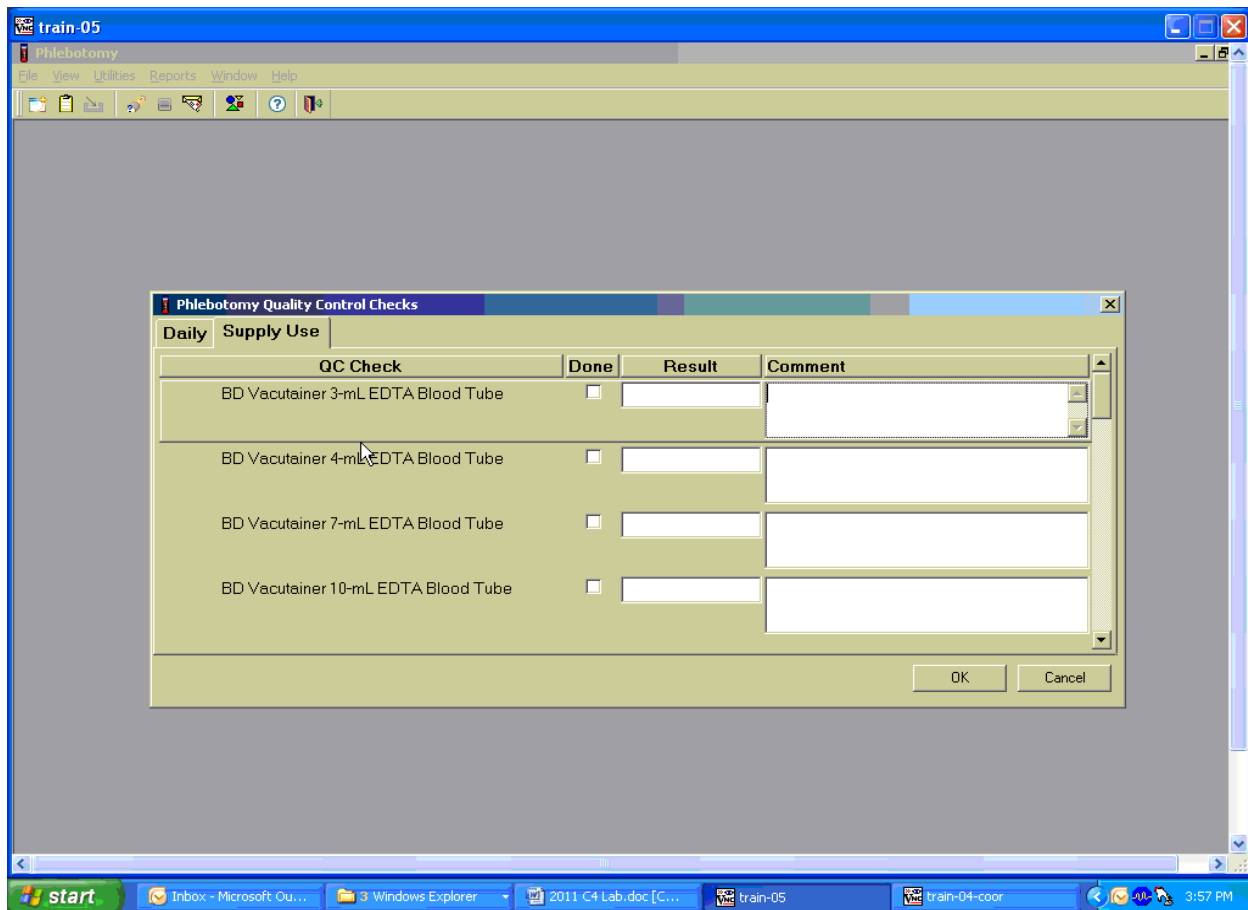 train-05
Phlebotomy
File View Utilities Reports Window Help
Phlebotomy Quality Control Checks
Daily Supply Use
QC Check Done Result Comment
BD Vacutainer 3-mL EDTA Blood Tube
BD Vacutainer 4-mL EDTA Blood Tube
BD Vacutainer 7-mL EDTA Blood Tube
BD Vacutainer 10-mL EDTA Blood Tube
OK Cancel
start Inbox - Microsoft Ou... 3 Windows Explorer 2011 C4 Lab.doc [C... train-05 train-04-coor 3:57 PM